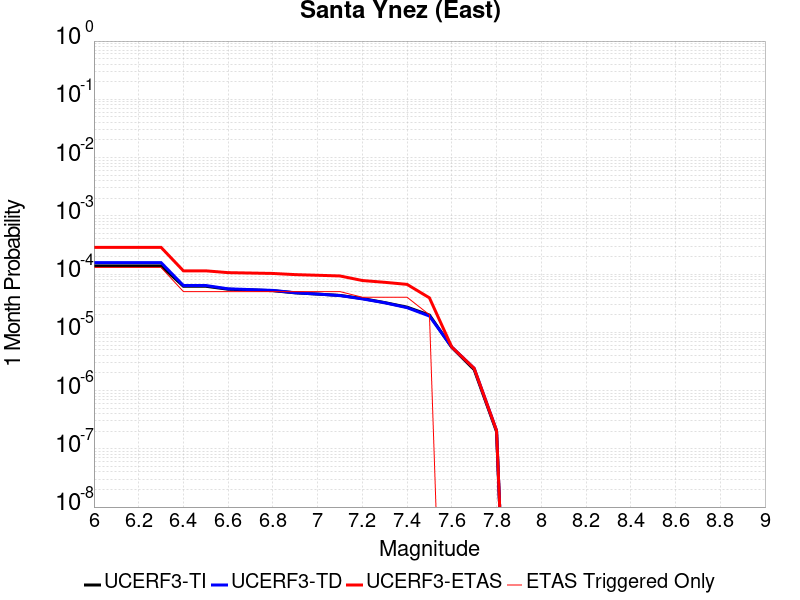 Santa Ynez (East)
10^0
10^-1
10^-2
10^-3
10^-4
10^-5
10^-6
10^-7
10^-8
1 Month Probability
6 6.2 6.4 6.6 6.8 7 7.2 7.4 7.6 7.8 8 8.2 8.4 8.6 8.8 9
Magnitude
UCERF3-TI UCERF3-TD UCERF3-ETAS ETAS Triggered Only